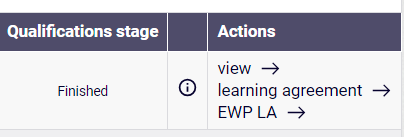 Qualifications stage Actions
Finished
view →
learning agreement →
EWP LA →